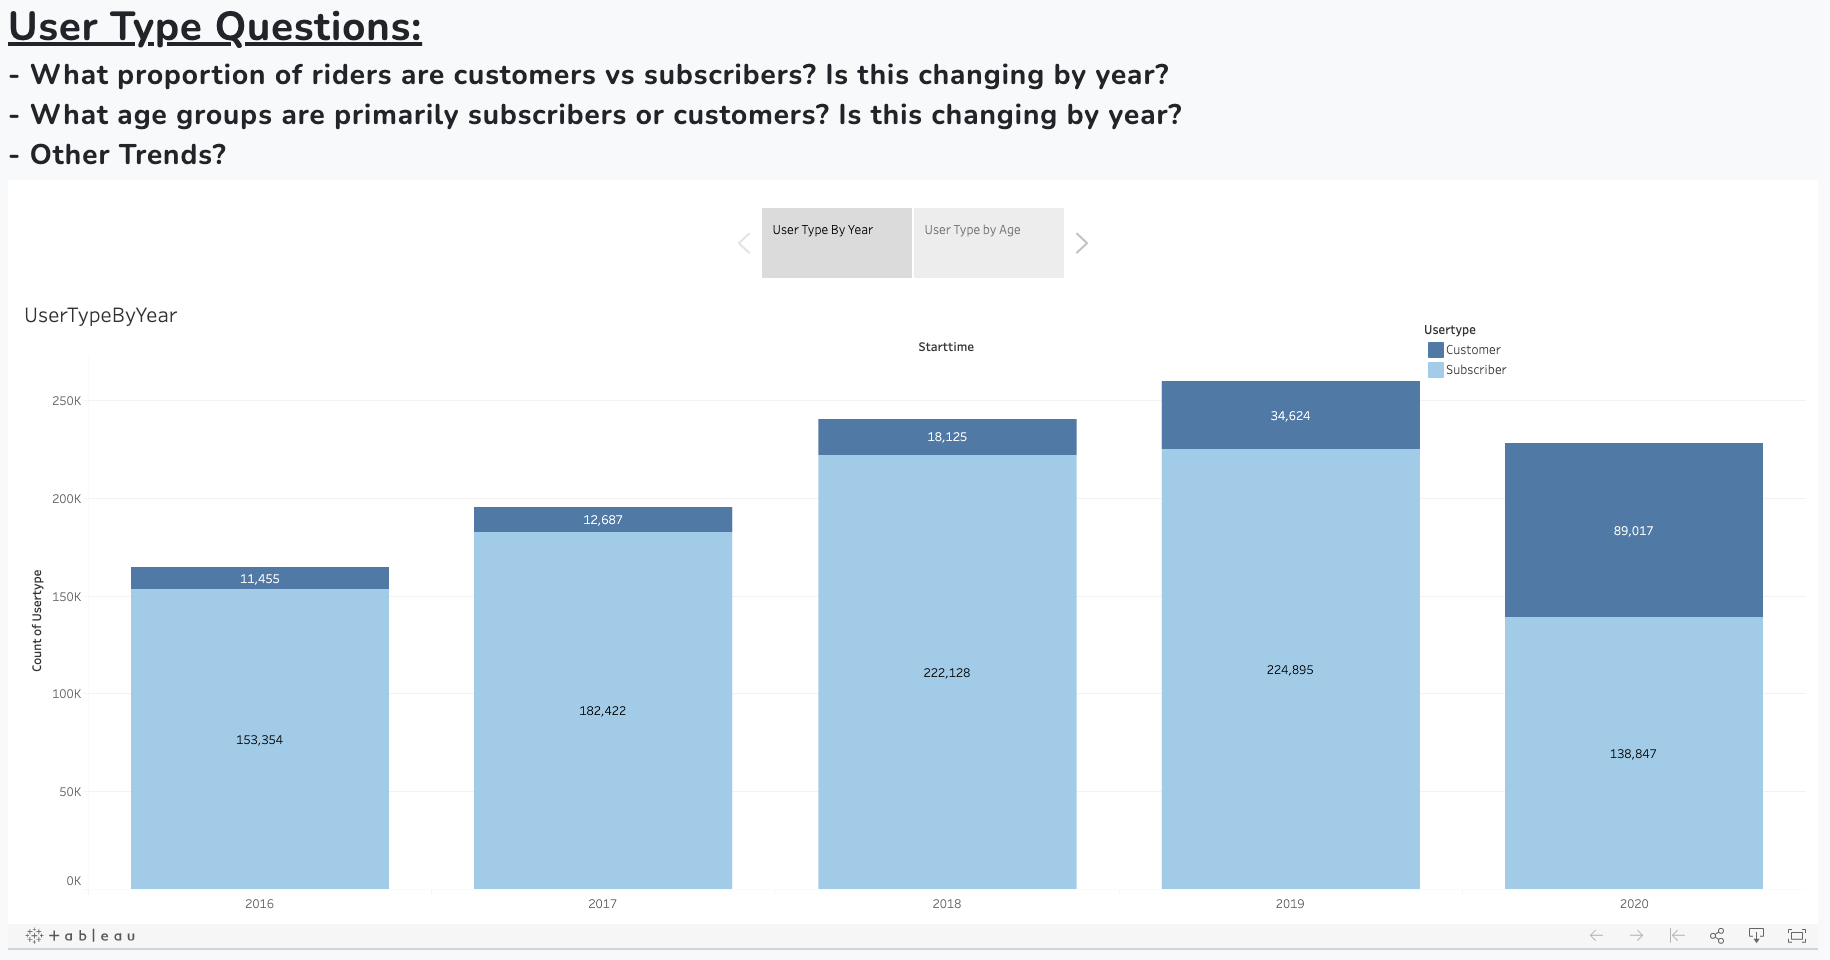 User Type Questions:
- What proportion of riders are customers vs subscribers? Is this changing by year?
- What age groups are primarily subscribers or customers? Is this changing by year?
- Other Trends?
User Type By Year
User Type by Age
UserTypeByYear
Starttime
Usertype
Customer
Subscriber
Count of Usertype
250K
200K
150K
100K
50K
0K
11,455
153,354
12,687
182,422
18,125
222,128
34,624
224,895
89,017
138,847
2016
2017
2018
2019
2020
+ a b | e a u